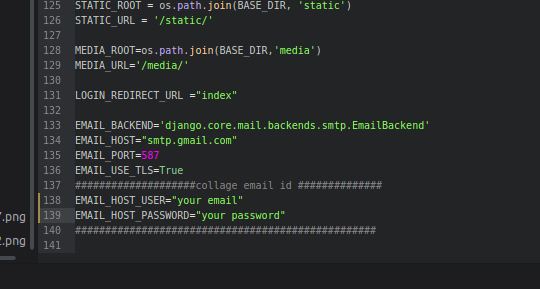 125 STATIC_ROOT = os.path.join(BASE_DIR, 'static')
126 STATIC_URL = '/static/'
127
128 MEDIA_ROOT=os.path.join(BASE_DIR,'media')
129 MEDIA_URL='/media/'
130
131 LOGIN_REDIRECT_URL ="index"
132
133 EMAIL_BACKEND='django.core.mail.backends.smtp.EmailBackend'
134 EMAIL_HOST="smtp.gmail.com"
135 EMAIL_PORT=587
136 EMAIL_USE_TLS=True
137 ####################collage email id ##############
138 EMAIL_HOST_USER="your email"
.png 139 EMAIL_HOST_PASSWORD="your password"
140 ##################################################
.png 141